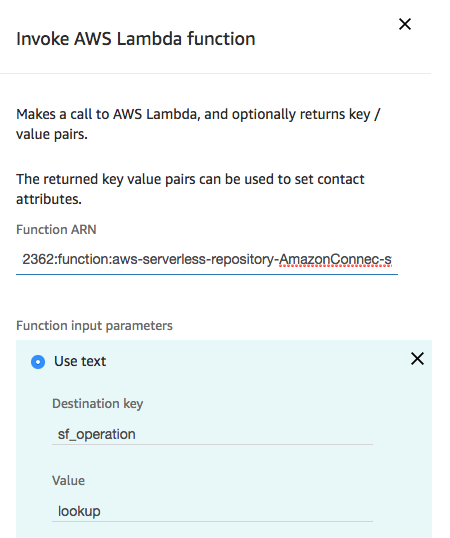 Invoke AWS Lambda function
Makes a call to AWS Lambda, and optionally returns key /
value pairs.
The returned key value pairs can be used to set contact
attributes.
Function ARN
2362:function:aws-serverless-repository-AmazonConnec-s
Function input parameters
Use text
Destination key
sf_operation
Value
lookup